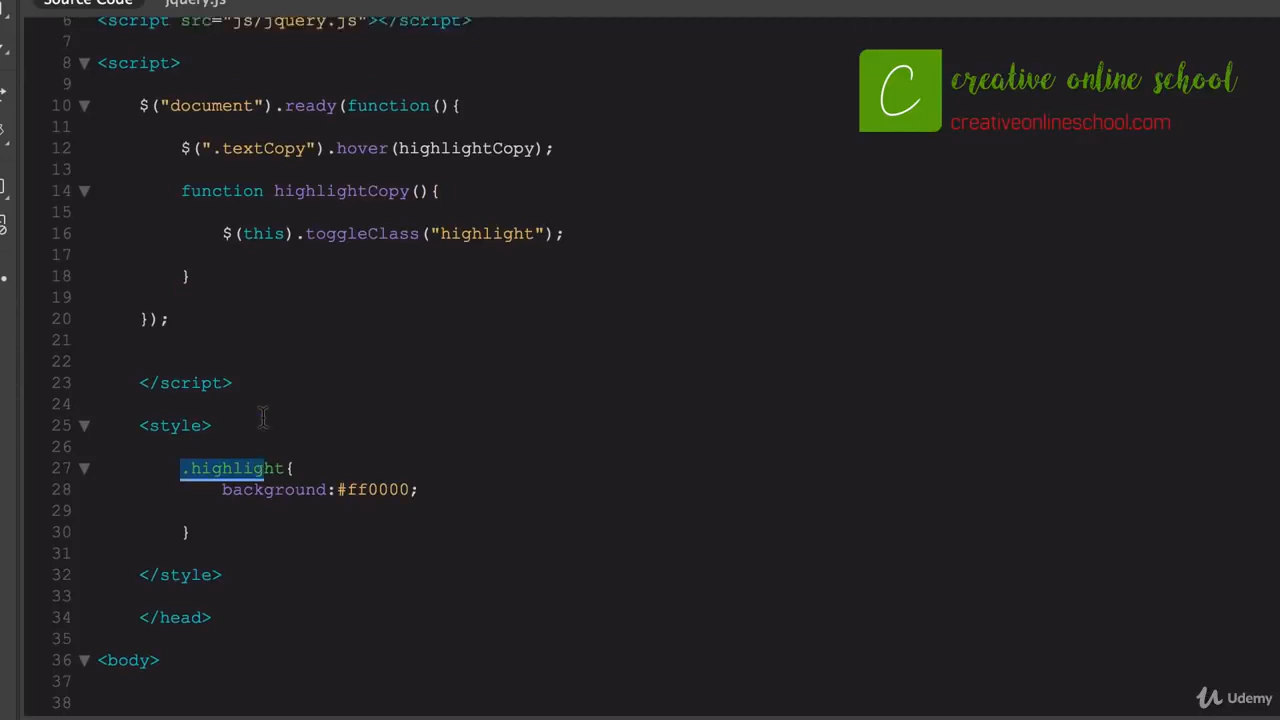 Source Code jquery.js
6 <script src="js/jquery.js"></script>
7
8 <script>
9
10 $("document").ready(function(){
11
12 $(".textCopy").hover(highlightCopy);
13
14 function highlightCopy(){
15
16 $(this).toggleClass("highlight");
17
18 }
19
20 });
21
22
23 </script>
24
25 <style>
26
27 .highlight{
28 background:#ff0000;
29
30 }
31
32 </style>
33
34 </head>
35
36 <body>
37
38
C creative online school
creativeonlineschool.com
Udemy